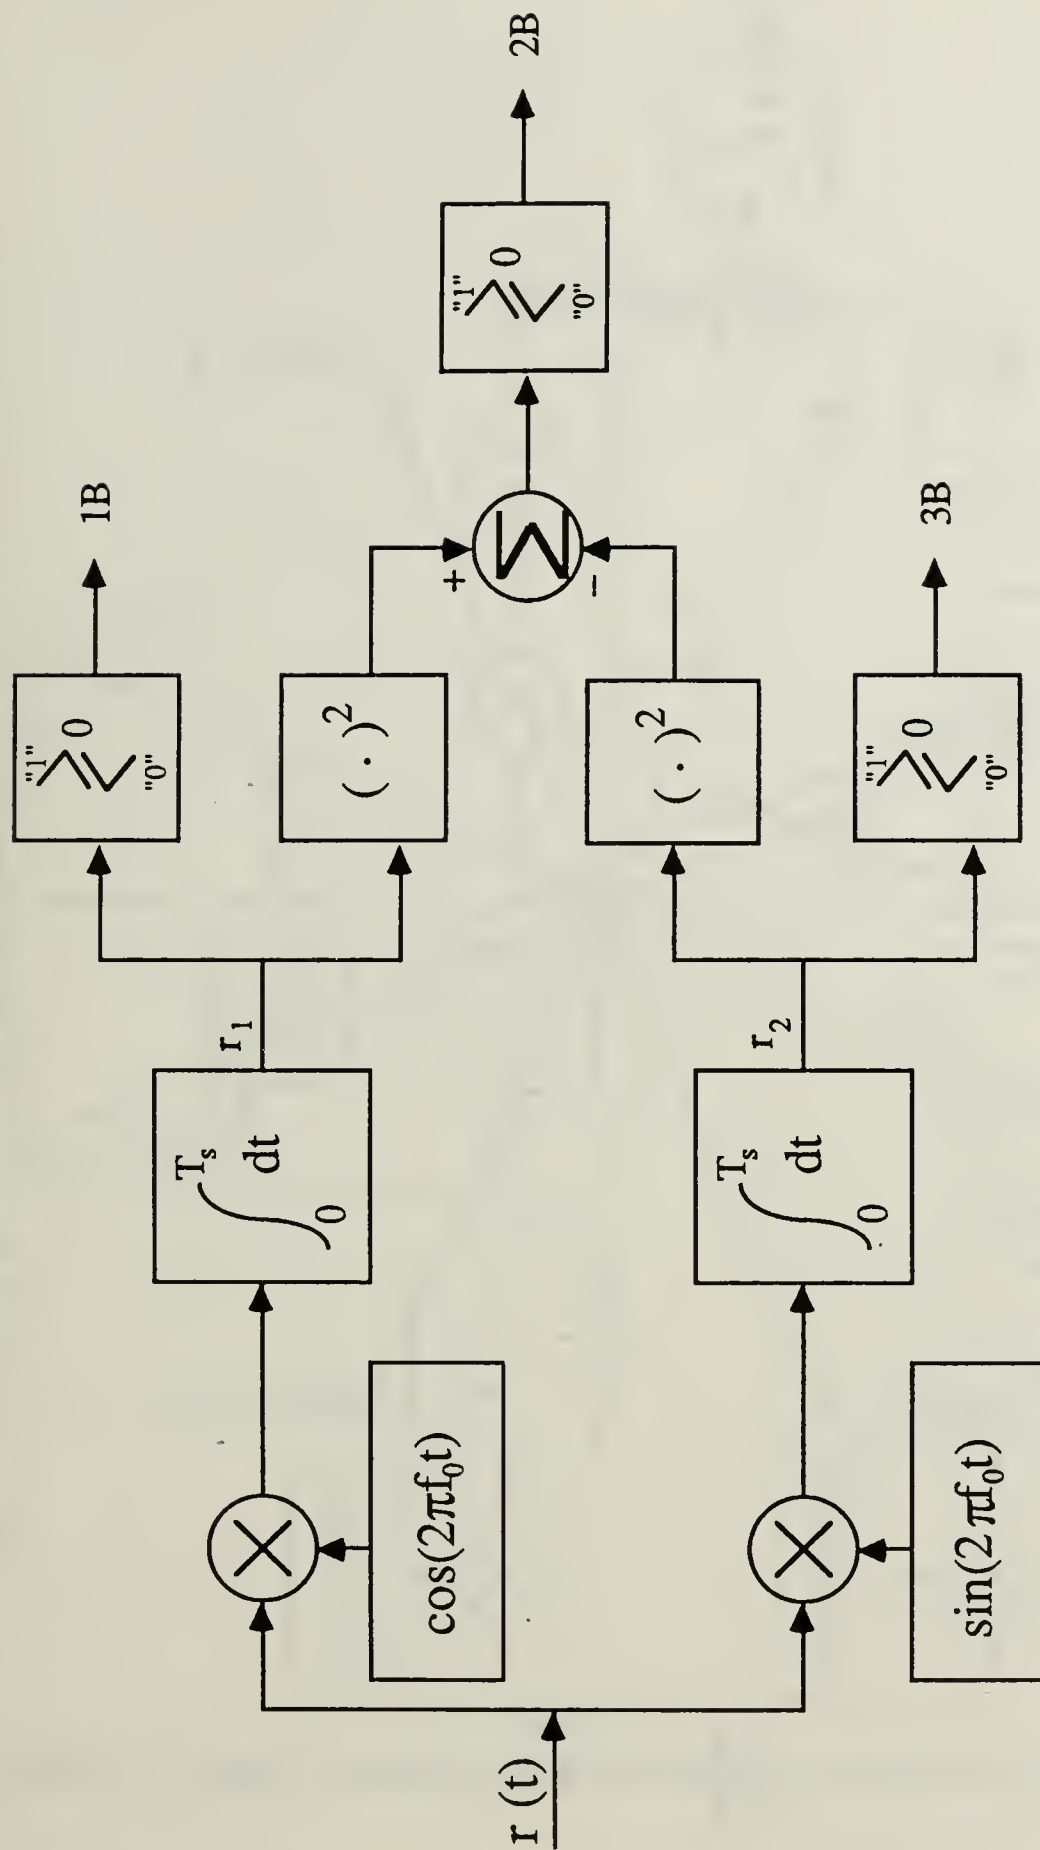 r (t)
cos(2πf₀t)
sin(2πf₀t)
∫₀^Tₛ dt
∫₀^Tₛ dt
r₁
r₂
"1"
≷ 0
"0"
1B
( · )²
( · )²
"1"
≷ 0
"0"
3B
+
Σ
−
"1"
≷ 0
"0"
2B